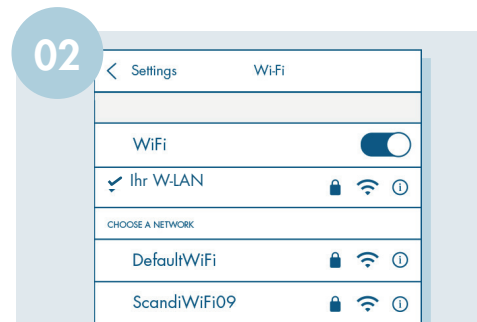 02
Settings Wi-Fi
WiFi
Ihr W-LAN
CHOOSE A NETWORK
DefaultWiFi
ScandiWiFi09